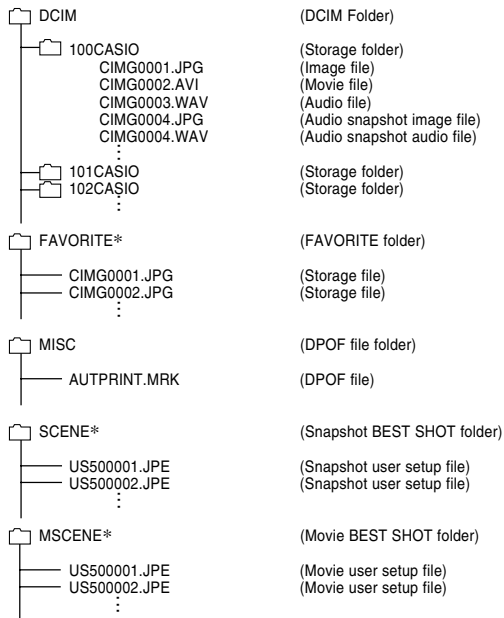 DCIM (DCIM Folder)
100CASIO (Storage folder)
CIMG0001.JPG (Image file)
CIMG0002.AVI (Movie file)
CIMG0003.WAV (Audio file)
CIMG0004.JPG (Audio snapshot image file)
CIMG0004.WAV (Audio snapshot audio file)
101CASIO (Storage folder)
102CASIO (Storage folder)
FAVORITE* (FAVORITE folder)
CIMG0001.JPG (Storage file)
CIMG0002.JPG (Storage file)
MISC (DPOF file folder)
AUTPRINT.MRK (DPOF file)
SCENE* (Snapshot BEST SHOT folder)
US500001.JPE (Snapshot user setup file)
US500002.JPE (Snapshot user setup file)
MSCENE* (Movie BEST SHOT folder)
US500001.JPE (Movie user setup file)
US500002.JPE (Movie user setup file)